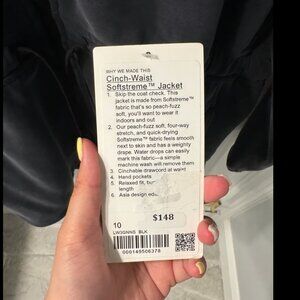 WHY WE MADE THIS
Cinch-Waist
Softstreme™ Jacket
1. Skip the coat check. This
jacket is made from Softstreme™
fabric that's so peach-fuzz
soft, you'll want to wear it
indoors and out
2. Our peach-fuzz soft, four-way
stretch, and quick-drying
Softstreme™ fabric feels smooth
next to skin and has a weighty
drape. Water drops can easily
mark this fabric—a simple
machine wash will remove them
3. Cinchable drawcord at waist
4. Hand pockets
5. Relaxed fit, bum
length
6. Asia design
$148
10
LW3GNNS BLK
000149506378